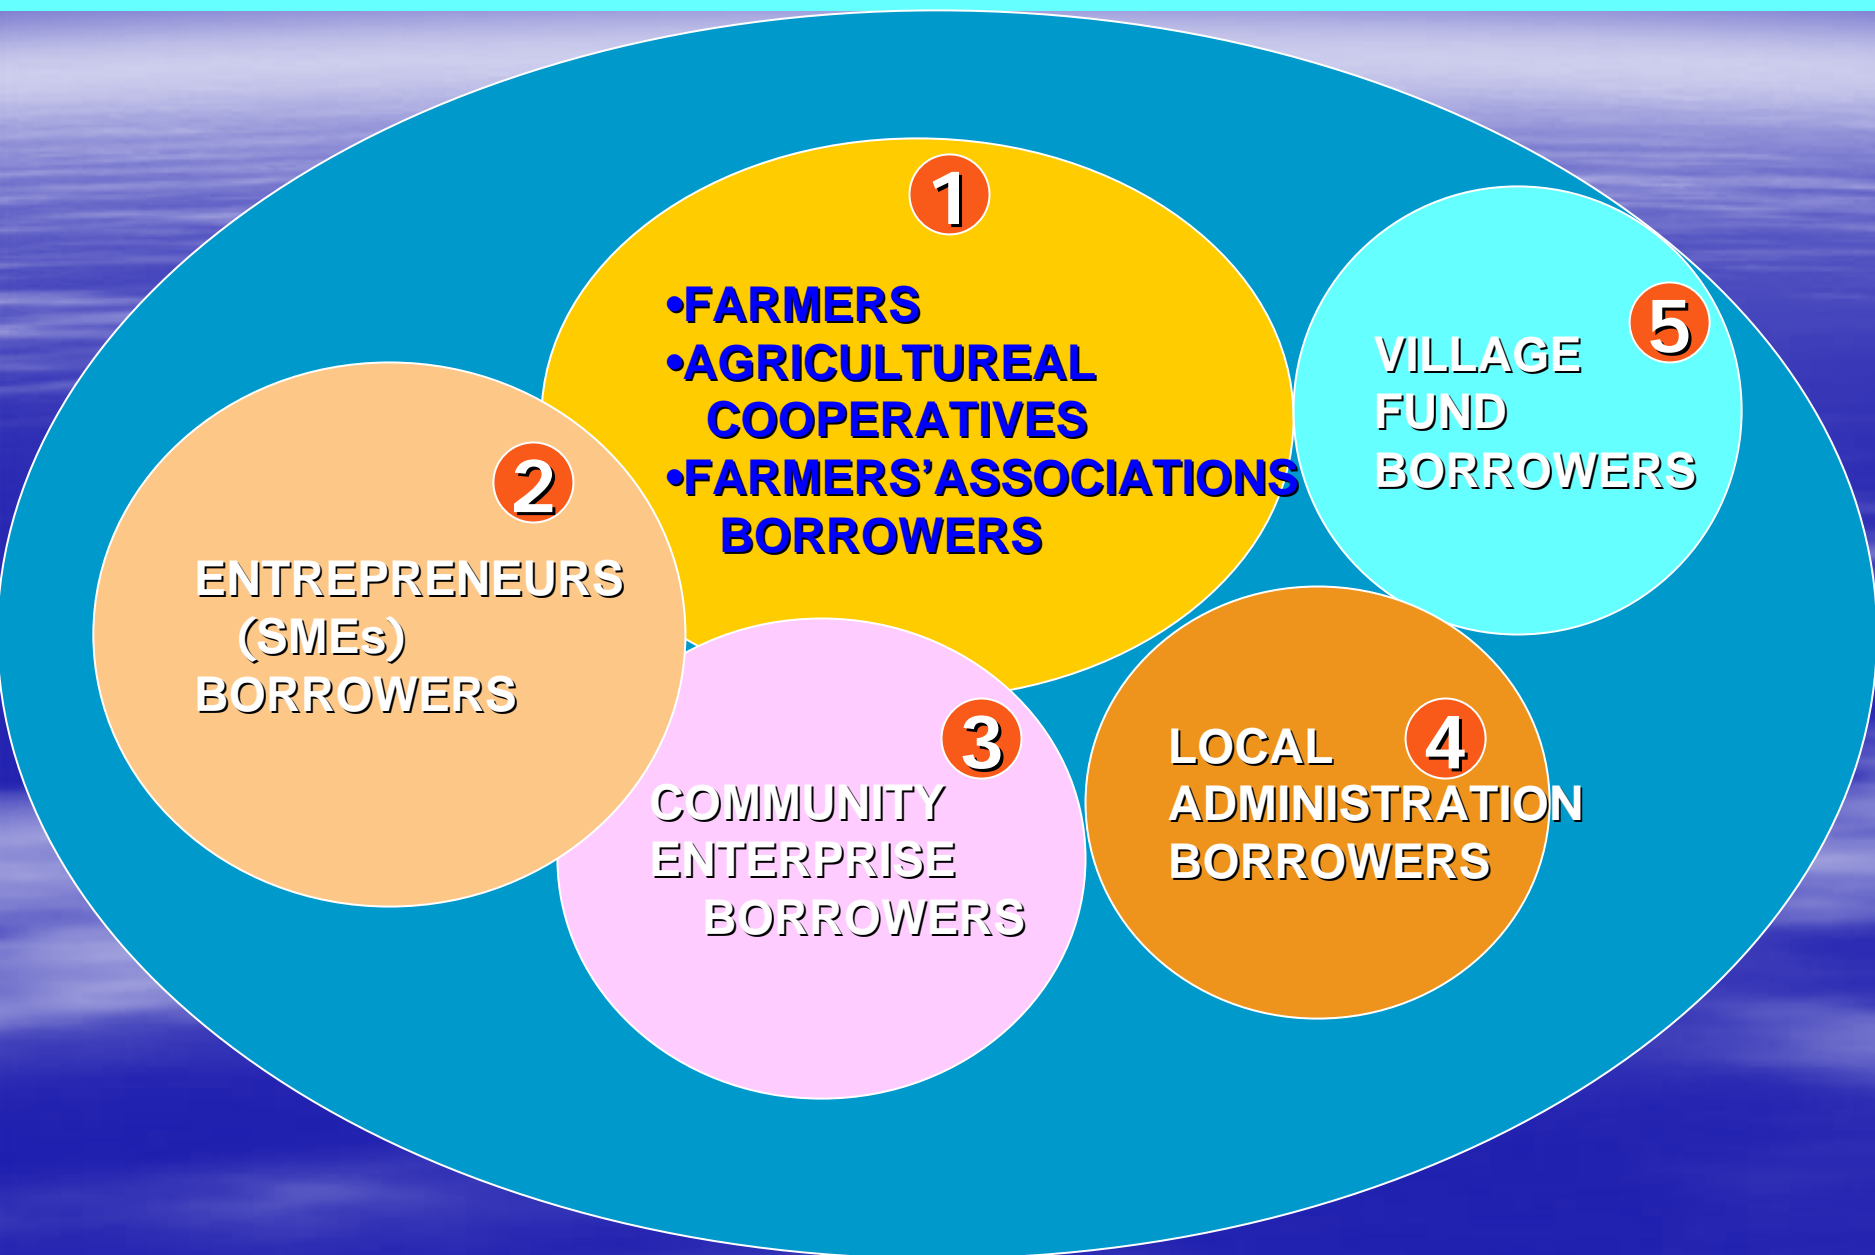 1
•FARMERS
•AGRICULTUREAL
COOPERATIVES
•FARMERS’ASSOCIATIONS
BORROWERS
2
ENTREPRENEURS
(SMEs)
BORROWERS
3
COMMUNITY
ENTERPRISE
BORROWERS
4
LOCAL
ADMINISTRATION
BORROWERS
5
VILLAGE
FUND
BORROWERS